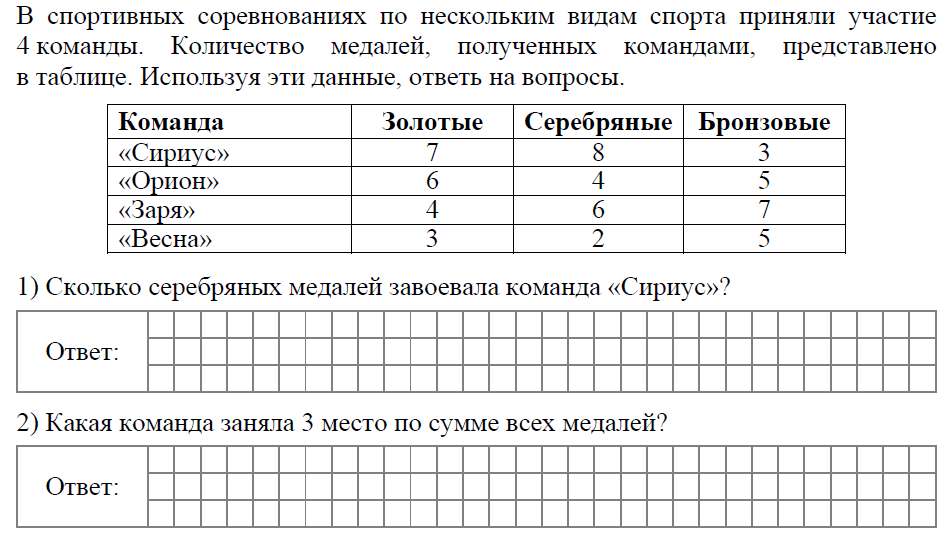 В спортивных соревнованиях по нескольким видам спорта приняли участие
4 команды. Количество медалей, полученных командами, представлено
в таблице. Используя эти данные, ответь на вопросы.
Команда Золотые Серебряные Бронзовые
«Сириус» 7 8 3
«Орион» 6 4 5
«Заря» 4 6 7
«Весна» 3 2 5
1) Сколько серебряных медалей завоевала команда «Сириус»?
Ответ:
2) Какая команда заняла 3 место по сумме всех медалей?
Ответ: